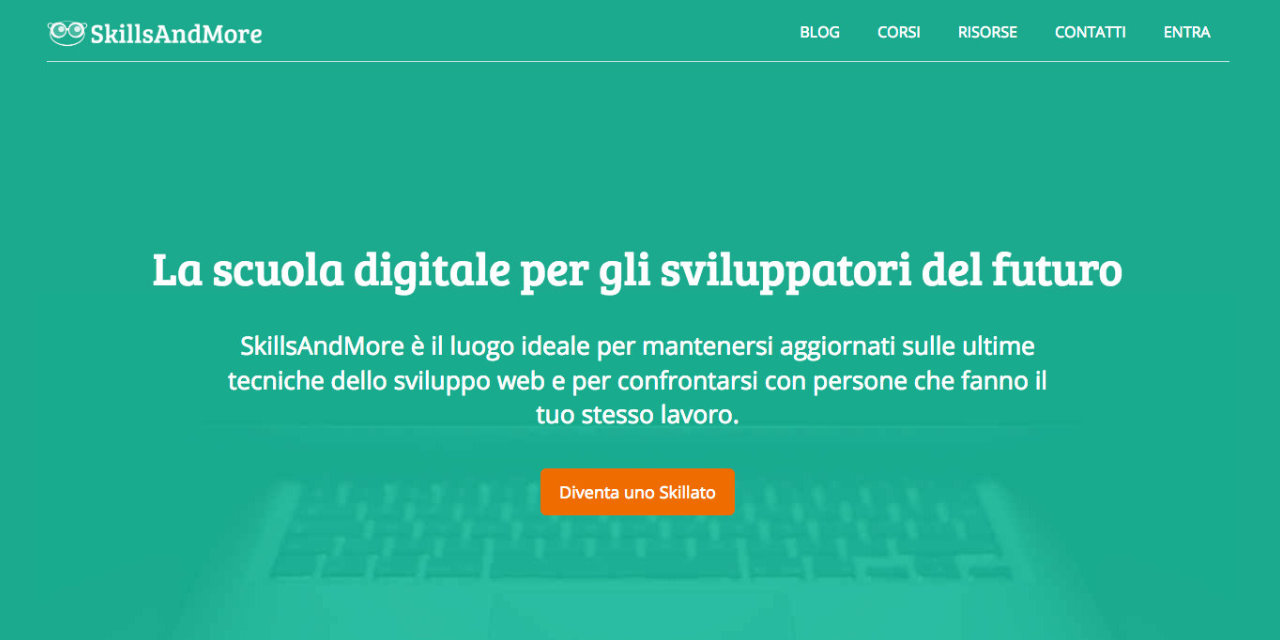 SkillsAndMore
BLOG CORSI RISORSE CONTATTI ENTRA
La scuola digitale per gli sviluppatori del futuro
SkillsAndMore è il luogo ideale per mantenersi aggiornati sulle ultime
tecniche dello sviluppo web e per confrontarsi con persone che fanno il
tuo stesso lavoro.
Diventa uno Skillato